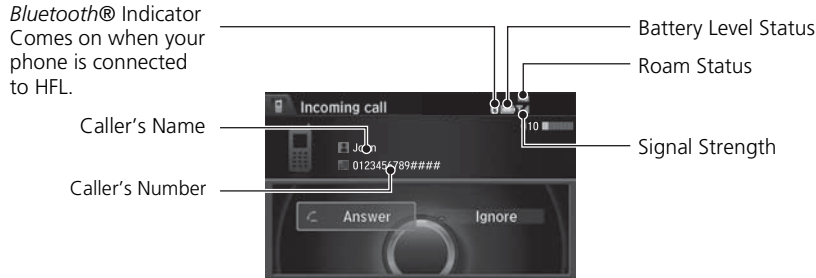 Bluetooth® Indicator
Comes on when your
phone is connected
to HFL.
Battery Level Status
Roam Status
Incoming call
10
Caller's Name
John
Signal Strength
0123456789####
Caller's Number
Answer
Ignore